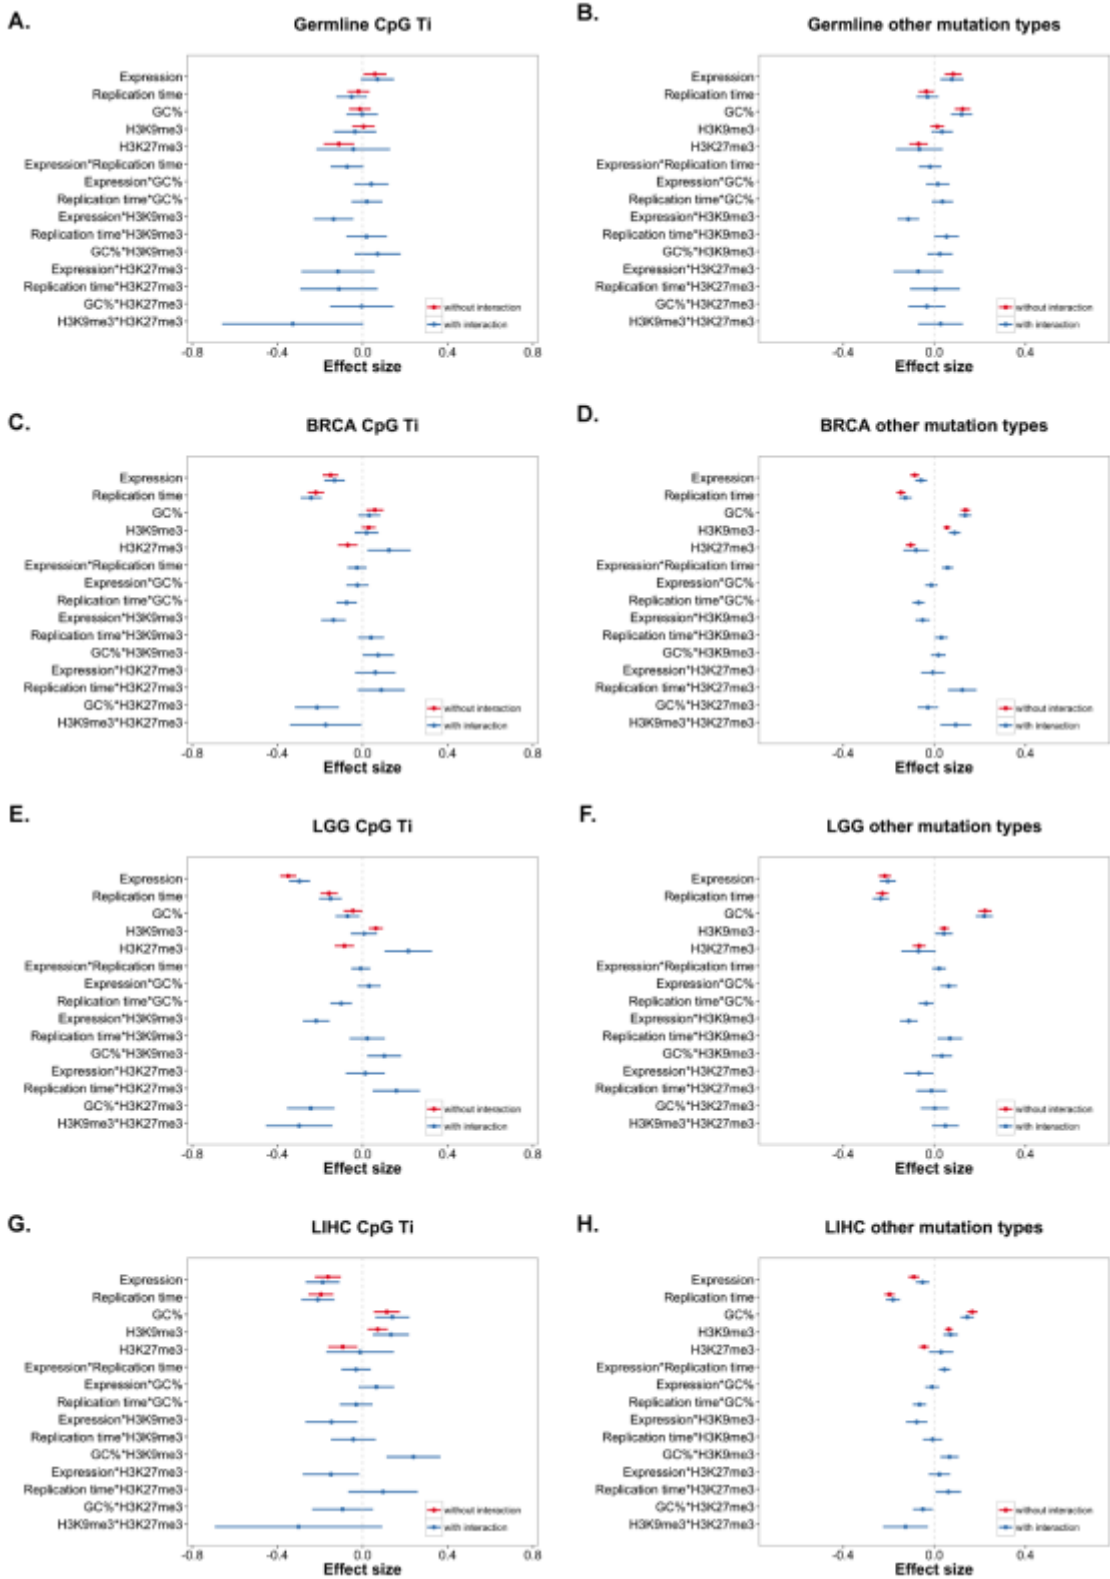 A.
Germline CpG Ti
Expression
Replication time
GC%
H3K9me3
H3K27me3
Expression*Replication time
Expression*GC%
Replication time*GC%
Expression*H3K9me3
Replication time*H3K9me3
GC%*H3K9me3
Expression*H3K27me3
Replication time*H3K27me3
GC%*H3K27me3
H3K9me3*H3K27me3
without interaction
with interaction
-0.8 -0.4 0.0 0.4 0.8
Effect size
B.
Germline other mutation types
Expression
Replication time
GC%
H3K9me3
H3K27me3
Expression*Replication time
Expression*GC%
Replication time*GC%
Expression*H3K9me3
Replication time*H3K9me3
GC%*H3K9me3
Expression*H3K27me3
Replication time*H3K27me3
GC%*H3K27me3
H3K9me3*H3K27me3
without interaction
with interaction
-0.4 0.0 0.4
Effect size
C.
BRCA CpG Ti
Expression
Replication time
GC%
H3K9me3
H3K27me3
Expression*Replication time
Expression*GC%
Replication time*GC%
Expression*H3K9me3
Replication time*H3K9me3
GC%*H3K9me3
Expression*H3K27me3
Replication time*H3K27me3
GC%*H3K27me3
H3K9me3*H3K27me3
without interaction
with interaction
-0.8 -0.4 0.0 0.4 0.8
Effect size
D.
BRCA other mutation types
Expression
Replication time
GC%
H3K9me3
H3K27me3
Expression*Replication time
Expression*GC%
Replication time*GC%
Expression*H3K9me3
Replication time*H3K9me3
GC%*H3K9me3
Expression*H3K27me3
Replication time*H3K27me3
GC%*H3K27me3
H3K9me3*H3K27me3
without interaction
with interaction
-0.4 0.0 0.4
Effect size
E.
LGG CpG Ti
Expression
Replication time
GC%
H3K9me3
H3K27me3
Expression*Replication time
Expression*GC%
Replication time*GC%
Expression*H3K9me3
Replication time*H3K9me3
GC%*H3K9me3
Expression*H3K27me3
Replication time*H3K27me3
GC%*H3K27me3
H3K9me3*H3K27me3
without interaction
with interaction
-0.8 -0.4 0.0 0.4 0.8
Effect size
F.
LGG other mutation types
Expression
Replication time
GC%
H3K9me3
H3K27me3
Expression*Replication time
Expression*GC%
Replication time*GC%
Expression*H3K9me3
Replication time*H3K9me3
GC%*H3K9me3
Expression*H3K27me3
Replication time*H3K27me3
GC%*H3K27me3
H3K9me3*H3K27me3
without interaction
with interaction
-0.4 0.0 0.4
Effect size
G.
LIHC CpG Ti
Expression
Replication time
GC%
H3K9me3
H3K27me3
Expression*Replication time
Expression*GC%
Replication time*GC%
Expression*H3K9me3
Replication time*H3K9me3
GC%*H3K9me3
Expression*H3K27me3
Replication time*H3K27me3
GC%*H3K27me3
H3K9me3*H3K27me3
without interaction
with interaction
-0.8 -0.4 0.0 0.4 0.8
Effect size
H.
LIHC other mutation types
Expression
Replication time
GC%
H3K9me3
H3K27me3
Expression*Replication time
Expression*GC%
Replication time*GC%
Expression*H3K9me3
Replication time*H3K9me3
GC%*H3K9me3
Expression*H3K27me3
Replication time*H3K27me3
GC%*H3K27me3
H3K9me3*H3K27me3
without interaction
with interaction
-0.4 0.0 0.4
Effect size